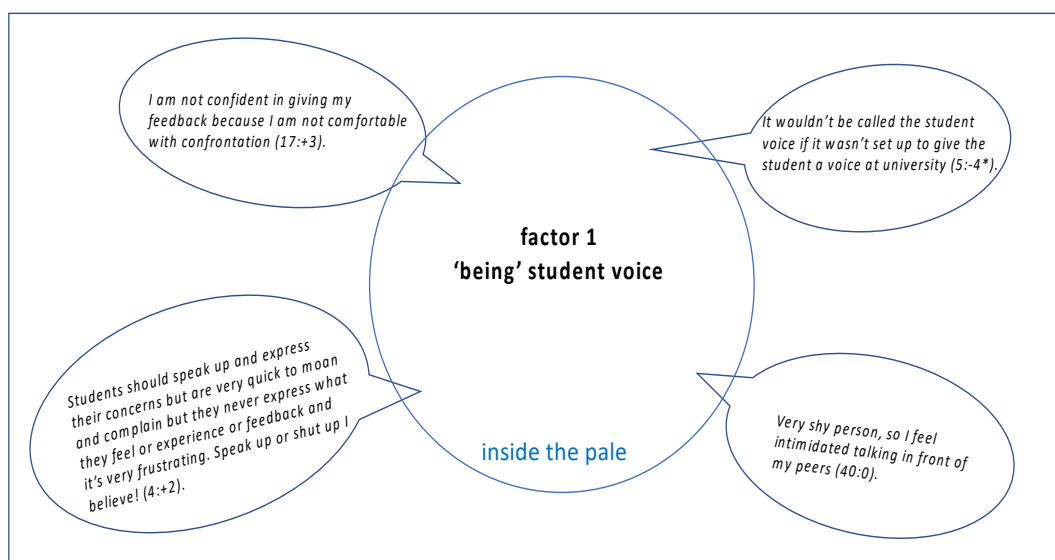 I am not confident in giving my
feedback because I am not comfortable
with confrontation (17:+3).
It wouldn’t be called the student
voice if it wasn’t set up to give the
student a voice at university (5:-4*).
factor 1
‘being’ student voice
Students should speak up and express
their concerns but are very quick to moan
and complain but they never express what
they feel or experience or feedback and
it’s very frustrating. Speak up or shut up I
believe! (4:+2).
inside the pale
Very shy person, so I feel
intimidated talking in front of
my peers (40:0).